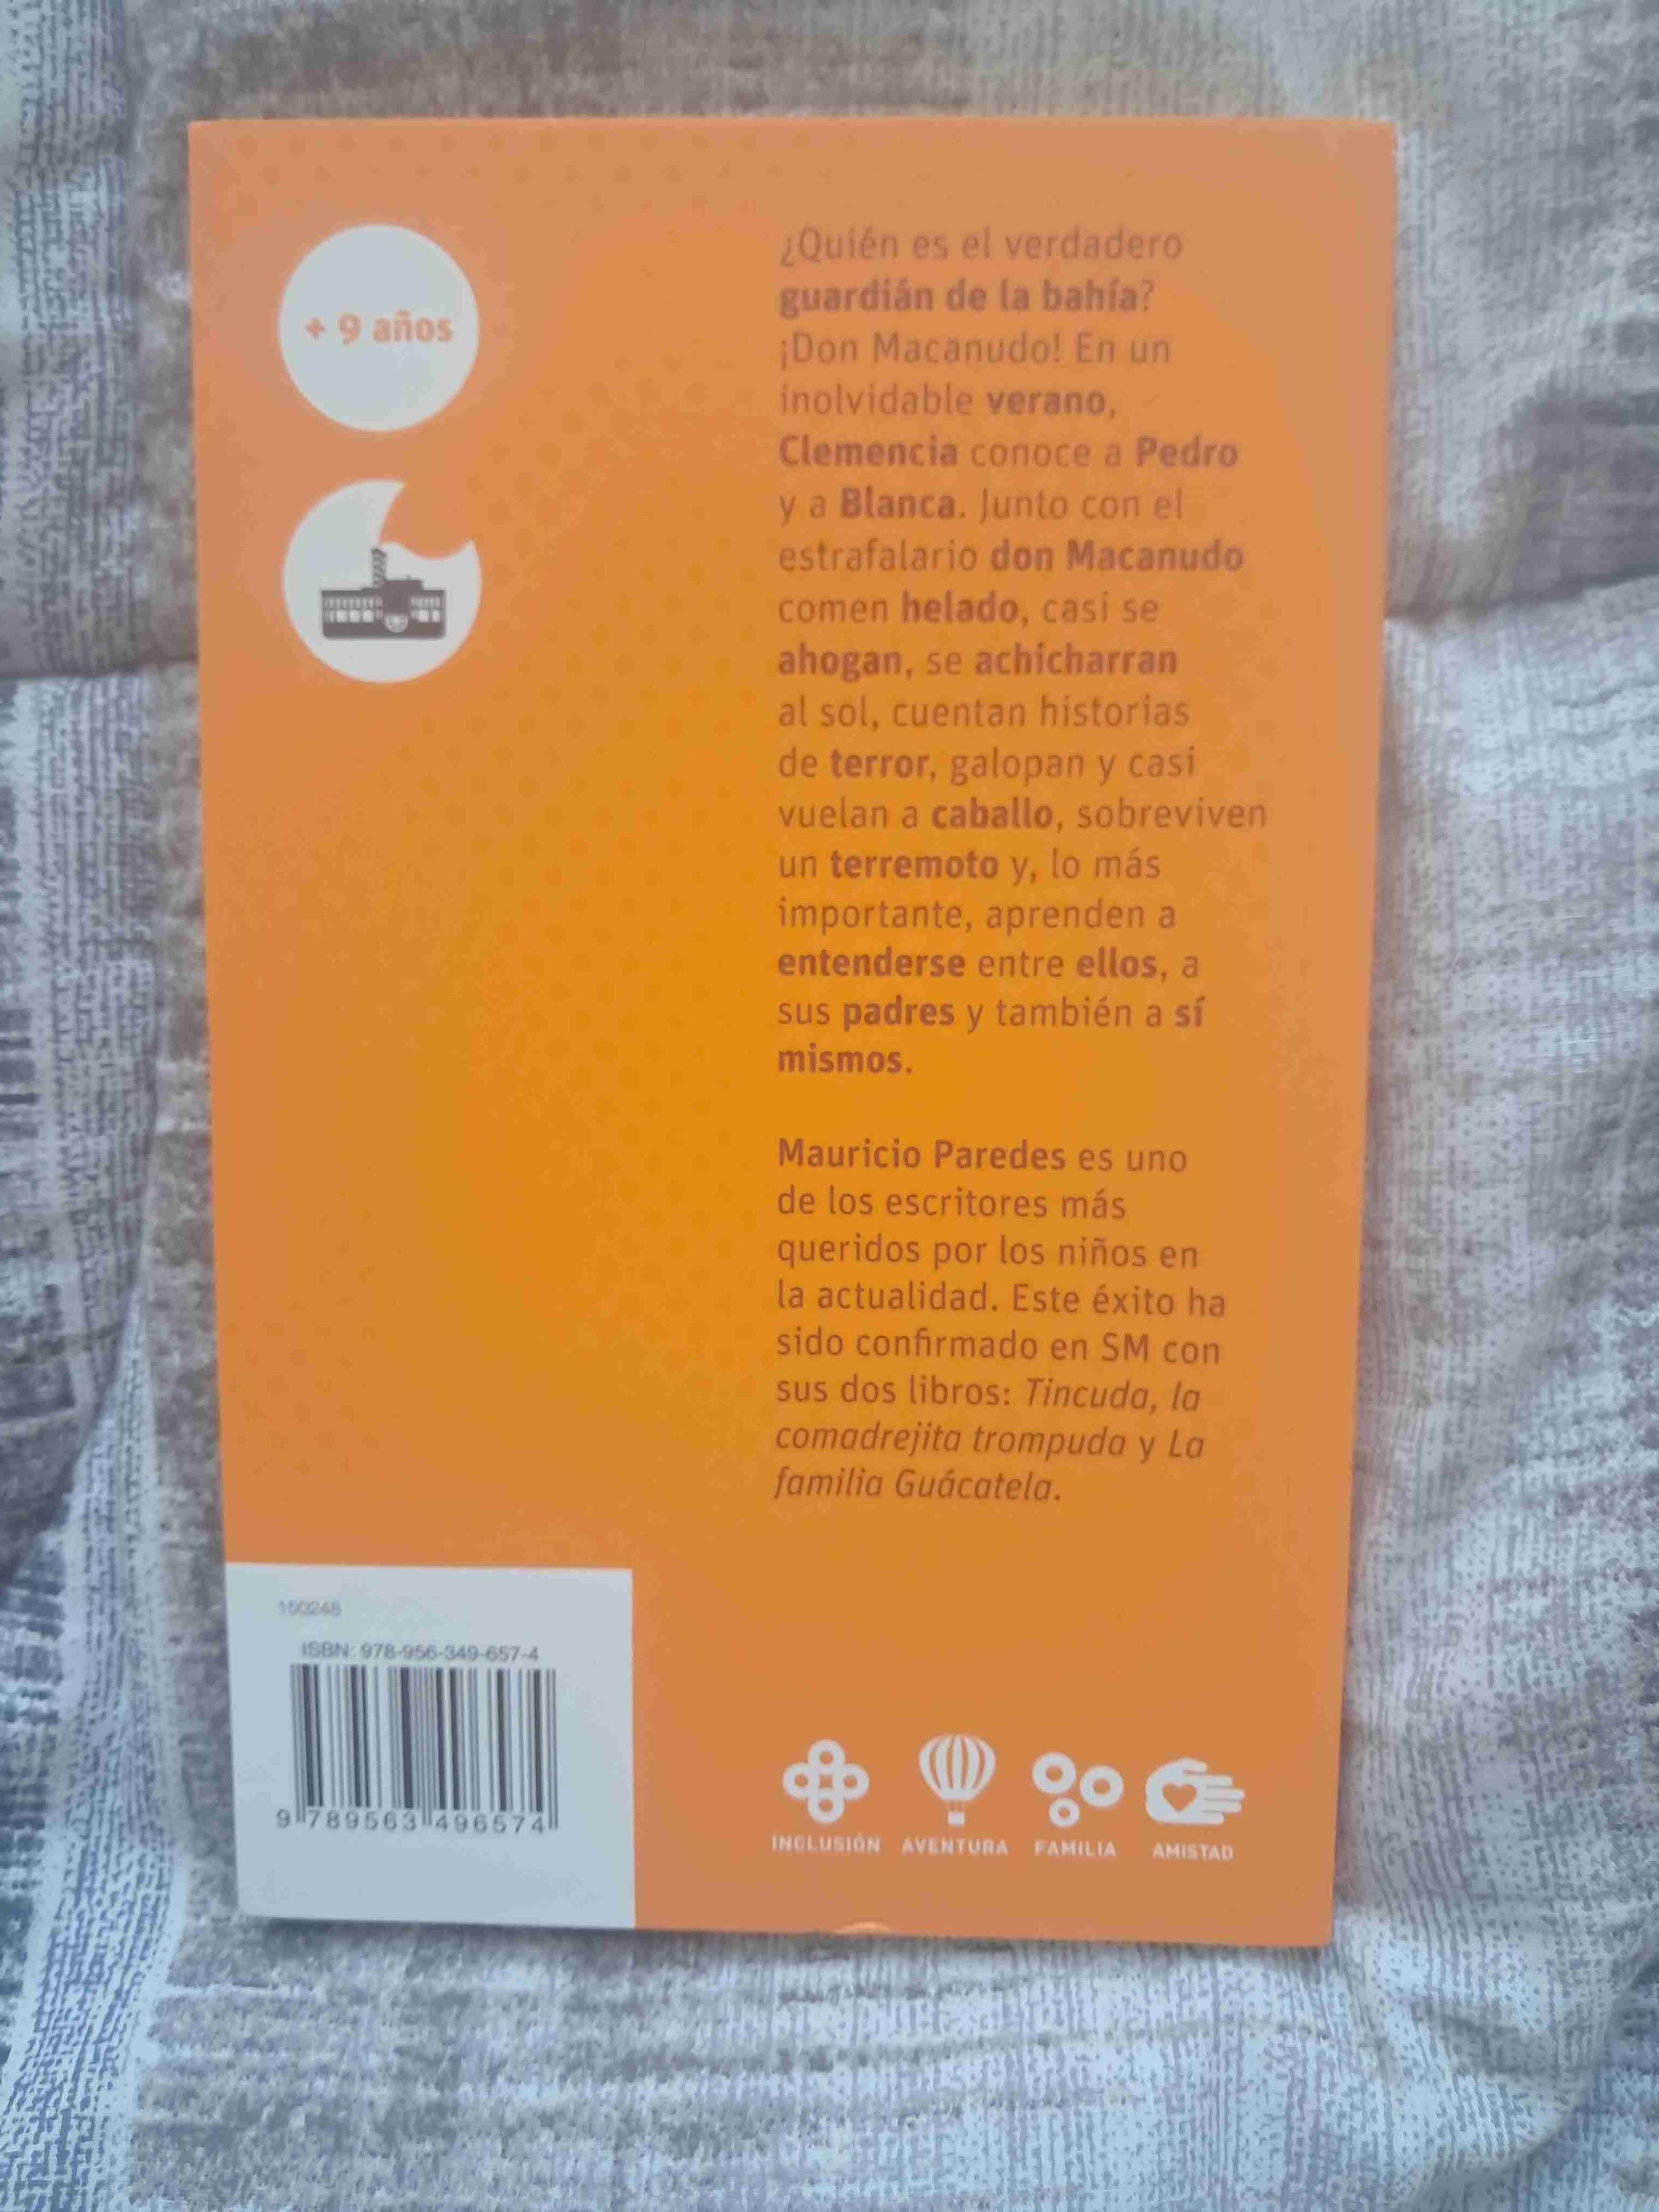 + 9 años
¿Quién es el verdadero
guardián de la bahía?
¡Don Macanudo! En un
inolvidable verano,
Clemencia conoce a Pedro
y a Blanca. Junto con el
estrafalario don Macanudo
comen helado, casi se
ahogan, se achicharran
al sol, cuentan historias
de terror, galopan y casi
vuelan a caballo, sobreviven
un terremoto y, lo más
importante, aprenden a
entenderse entre ellos, a
sus padres y también a sí
mismos.
Mauricio Paredes es uno
de los escritores más
queridos por los niños en
la actualidad. Este éxito ha
sido confirmado en SM con
sus dos libros: Tincuda, la
comadrejita trompuda y La
familia Guácatela.
150248
ISBN: 978-956-349-657-4
9 789563 496574
INCLUSIÓN AVENTURA FAMILIA AMISTAD